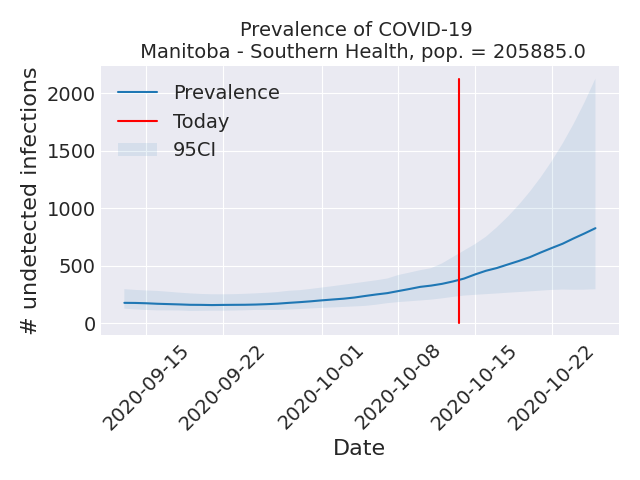 Prevalence of COVID-19
Manitoba - Southern Health, pop. = 205885.0
# undetected infections
2000
1500
1000
500
0
Prevalence
Today
95CI
2020-09-15
2020-09-22
2020-10-01
2020-10-08
2020-10-15
2020-10-22
Date